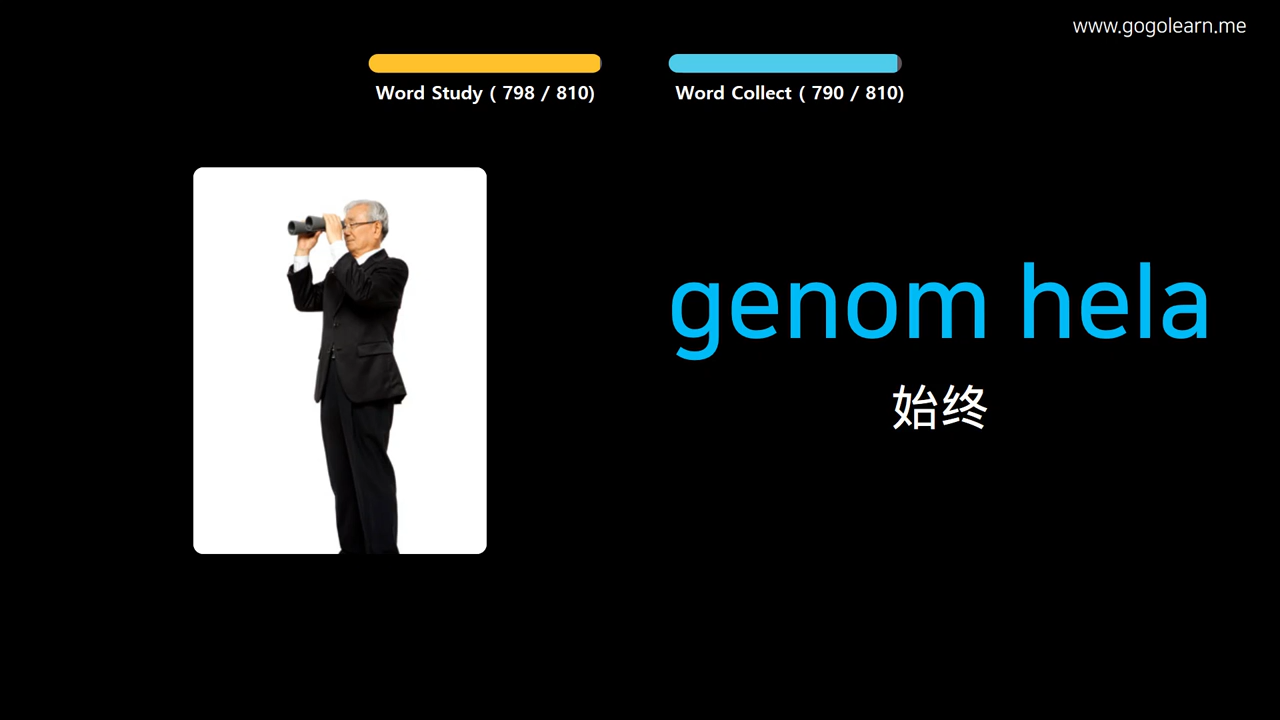 www.gogolearn.me
Word Study ( 798 / 810)
Word Collect ( 790 / 810)
genom hela
始终